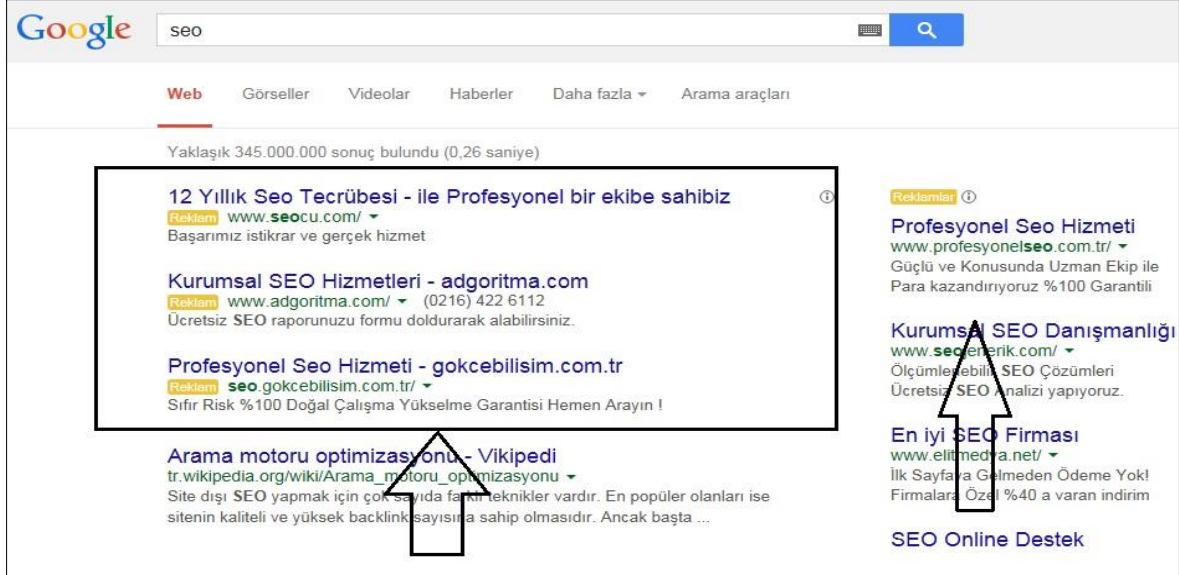 Google
seo
Web Görseller Videolar Haberler Daha fazla Arama araçları
Yaklaşık 345.000.000 sonuç bulundu (0,26 saniye)
12 Yıllık Seo Tecrübesi - ile Profesyonel bir ekibe sahibiz
Reklam www.seocu.com/
Başarımız istikrar ve gerçek hizmet
Kurumsal SEO Hizmetleri - adgoritma.com
Reklam www.adgoritma.com/ (0216) 422 6112
Ücretsiz SEO raporunuzu formu doldurarak alabilirsiniz.
Profesyonel Seo Hizmeti - gokcebilisim.com.tr
Reklam seo.gokcebilisim.com.tr/
Sıfır Risk %100 Doğal Çalışma Yükselme Garantisi Hemen Arayın !
Arama motoru optimizasyonu - Vikipedi
tr.wikipedia.org/wiki/Arama_motoru_optimizasyonu
Site dışı SEO yapmak için çok sayıda farklı teknikler vardır. En popüler olanları ise
sitenin kaliteli ve yüksek backlink sayısına sahip olmasıdır. Ancak başta ...
Reklamlar
Profesyonel Seo Hizmeti
www.profesyonelseo.com.tr/
Güçlü ve Konusunda Uzman Ekip ile
Para kazandırıyoruz %100 Garantili
Kurumsal SEO Danışmanlığı
www.seojenerik.com/
Ölçümlenebilir SEO Çözümleri
Ücretsiz SEO Analizi yapıyoruz.
En iyi SEO Firması
www.elitmedya.net/
İlk Sayfaya Gelmeden Ödeme Yok!
Firmalara Özel %40 a varan indirim
SEO Online Destek